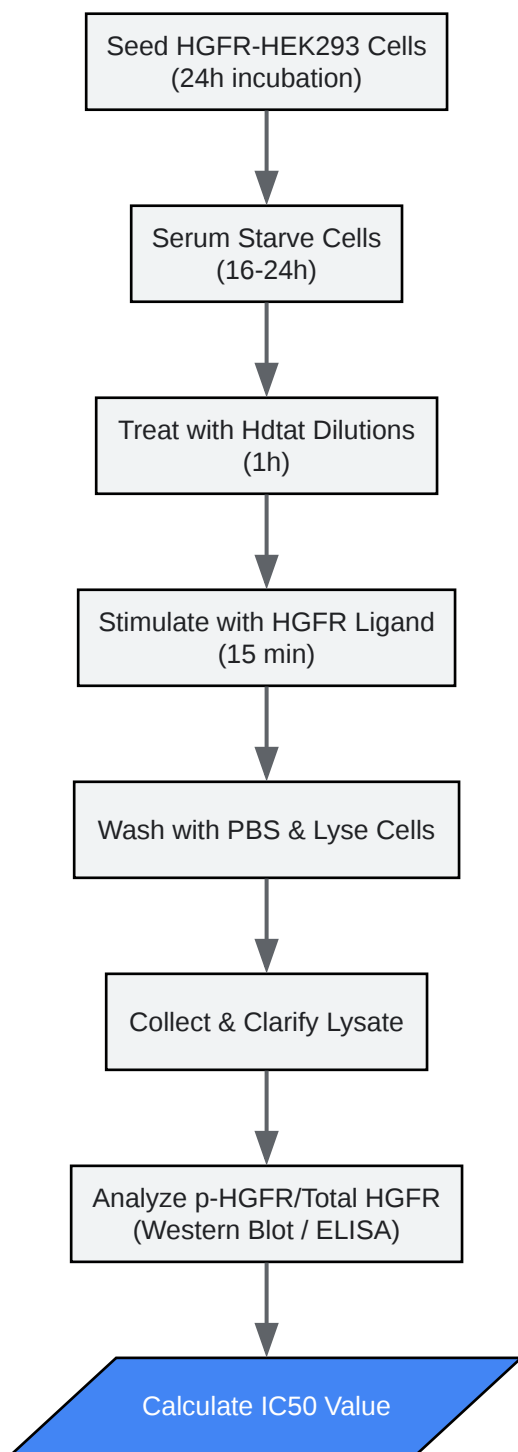 Seed HGFR-HEK293 Cells
(24h incubation)
Serum Starve Cells
(16-24h)
Treat with Hdtat Dilutions
(1h)
Stimulate with HGFR Ligand
(15 min)
Wash with PBS & Lyse Cells
Collect & Clarify Lysate
Analyze p-HGFR/Total HGFR
(Western Blot / ELISA)
Calculate IC50 Value